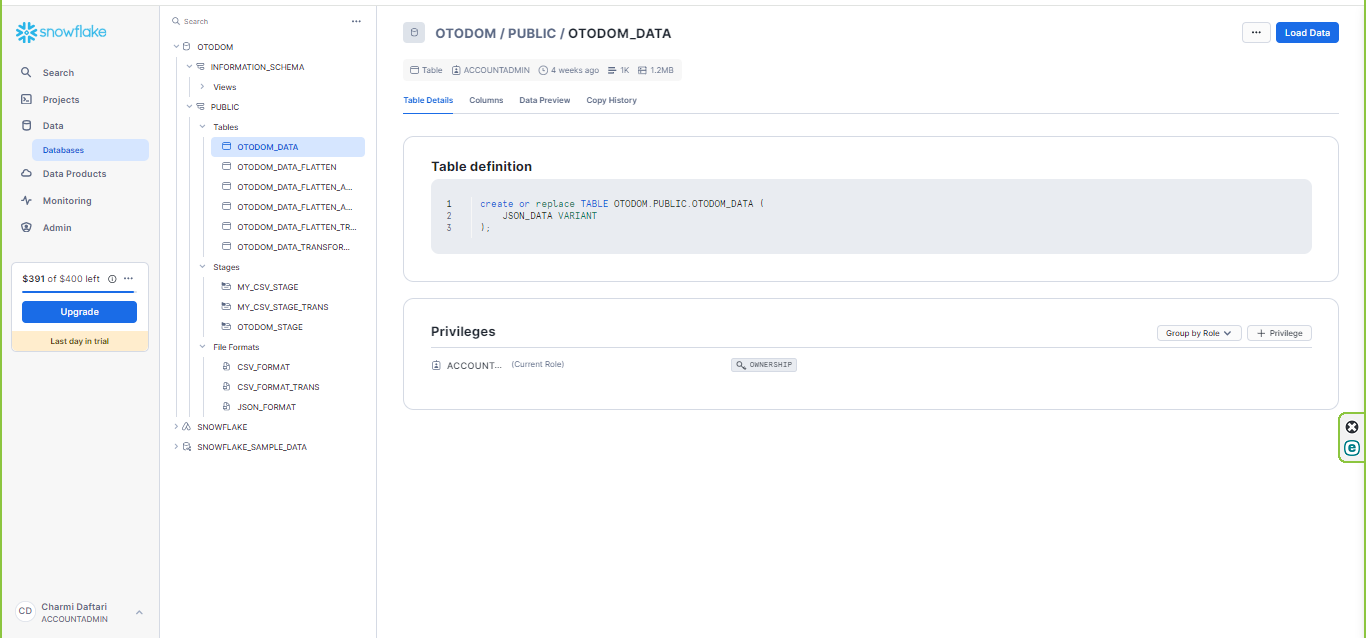 snowflake
Search
Projects
Data
Databases
Data Products
Monitoring
Admin
$391 of $400 left
Upgrade
Last day in trial
CD
Charmi Daftari
ACCOUNTADMIN
Search
OTODOM
INFORMATION_SCHEMA
Views
PUBLIC
Tables
OTODOM_DATA
OTODOM_DATA_FLATTEN
OTODOM_DATA_FLATTEN_A...
OTODOM_DATA_FLATTEN_A...
OTODOM_DATA_FLATTEN_TR...
OTODOM_DATA_TRANSFOR...
Stages
MY_CSV_STAGE
MY_CSV_STAGE_TRANS
OTODOM_STAGE
File Formats
CSV_FORMAT
CSV_FORMAT_TRANS
JSON_FORMAT
SNOWFLAKE
SNOWFLAKE_SAMPLE_DATA
OTODOM / PUBLIC / OTODOM_DATA
... Load Data
Table ACCOUNTADMIN 4 weeks ago 1K 1.2MB
Table Details Columns Data Preview Copy History
Table definition
1 create or replace TABLE OTODOM.PUBLIC.OTODOM_DATA (
2 JSON_DATA VARIANT
3 );
Privileges
Group by Role + Privilege
ACCOUNT... (Current Role) OWNERSHIP
e